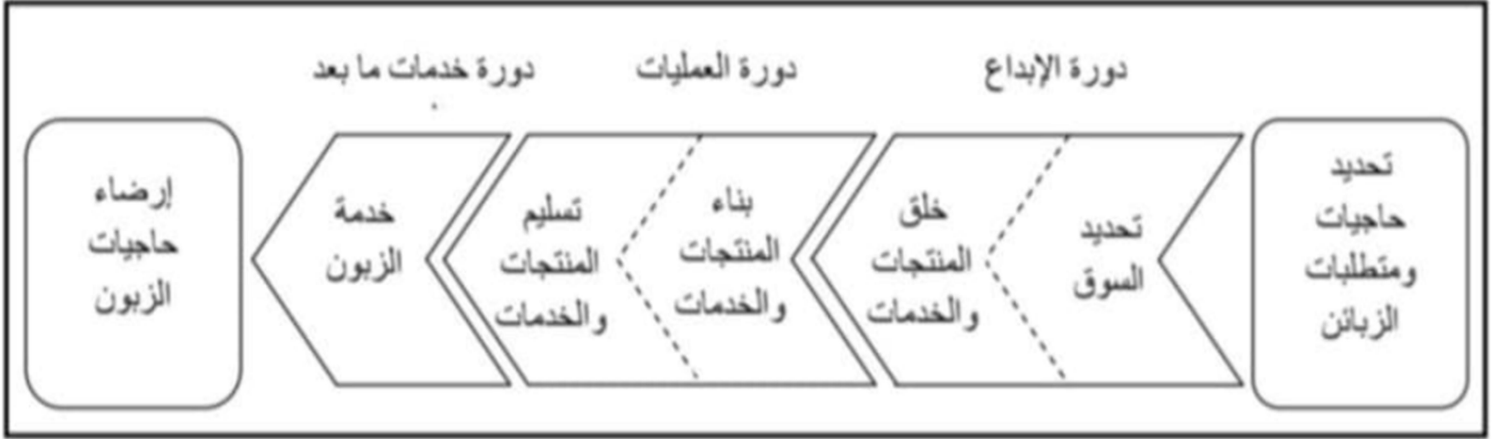 دورة الإبداع
دورة العمليات
دورة خدمات ما بعد
تحديد
حاجيات
ومتطلبات
الزبائن
تحديد
السوق
خلق
المنتجات
والخدمات
بناء
المنتجات
والخدمات
تسليم
المنتجات
والخدمات
خدمة
الزبون
إرضاء
حاجيات
الزبون